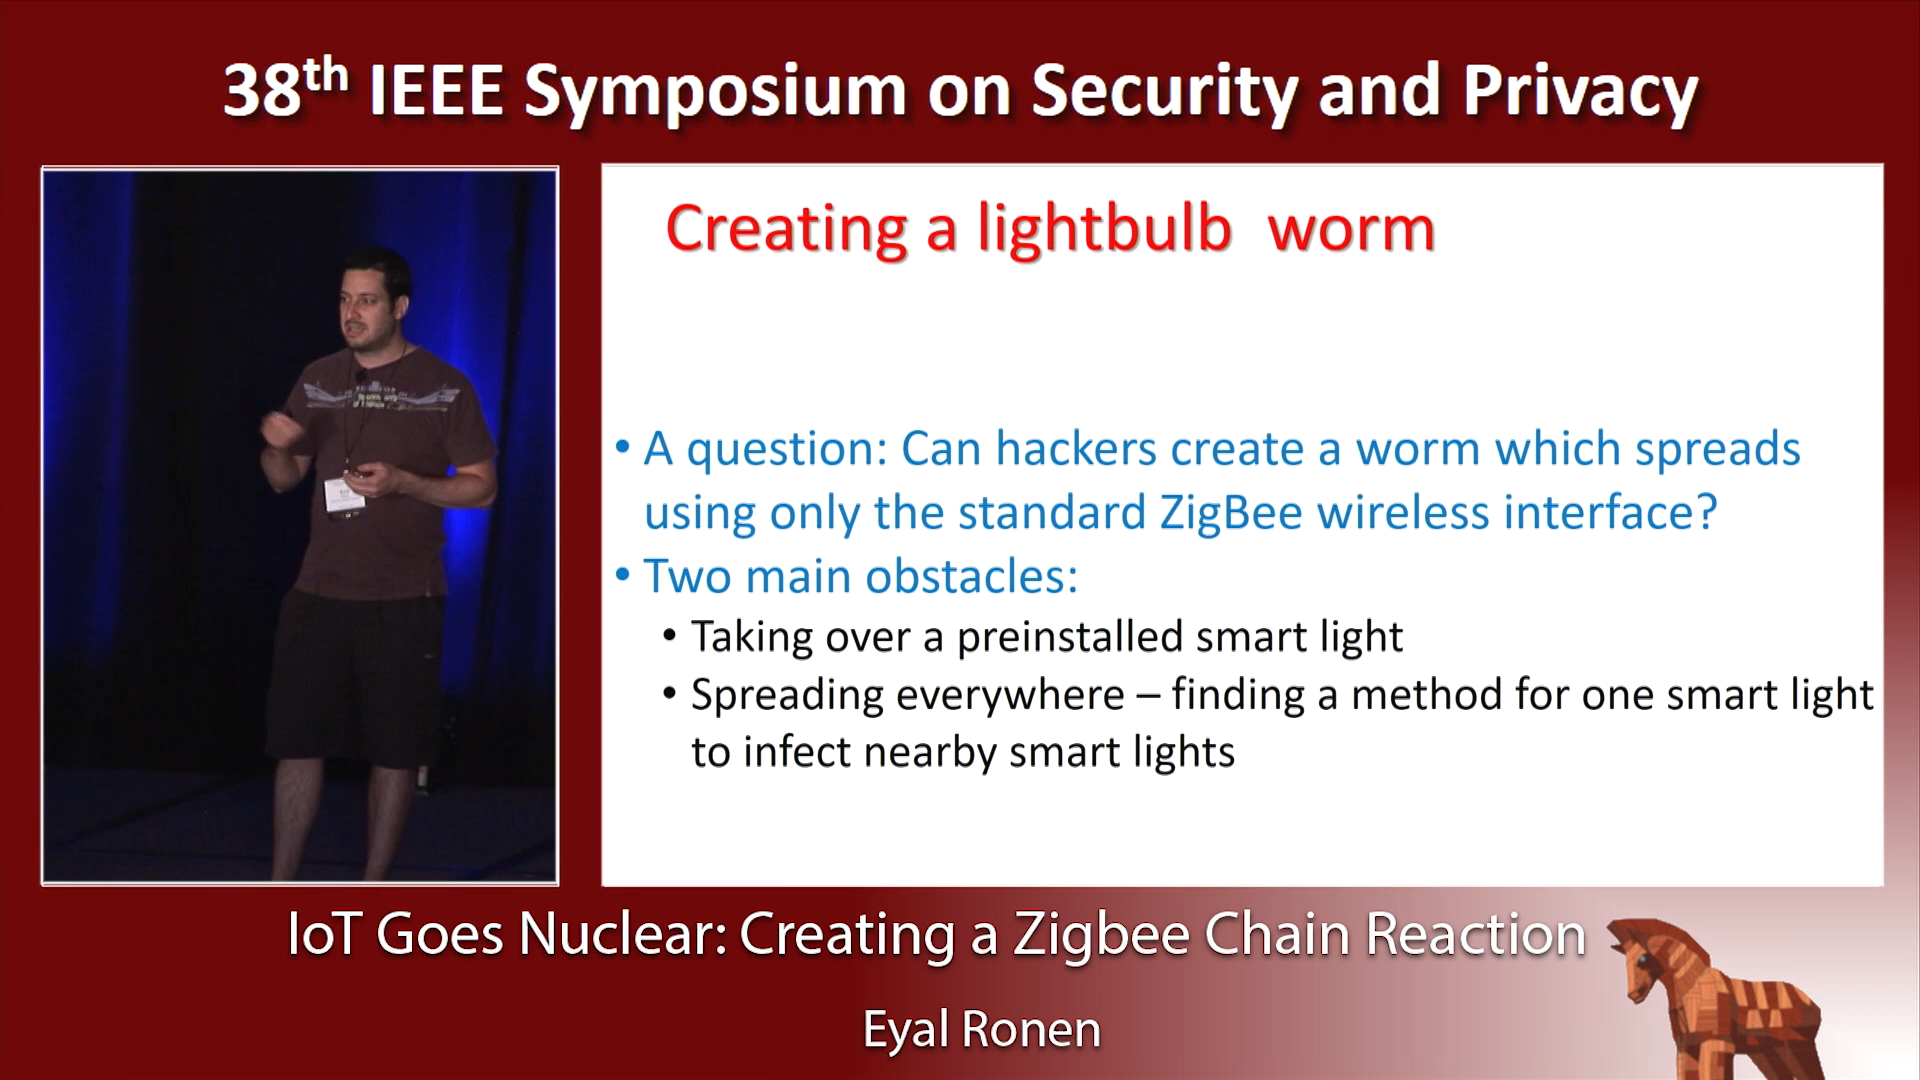 38th IEEE Symposium on Security and Privacy
Creating a lightbulb worm
• A question: Can hackers create a worm which spreads
using only the standard ZigBee wireless interface?
• Two main obstacles:
• Taking over a preinstalled smart light
• Spreading everywhere – finding a method for one smart light
to infect nearby smart lights
IoT Goes Nuclear: Creating a Zigbee Chain Reaction
Eyal Ronen